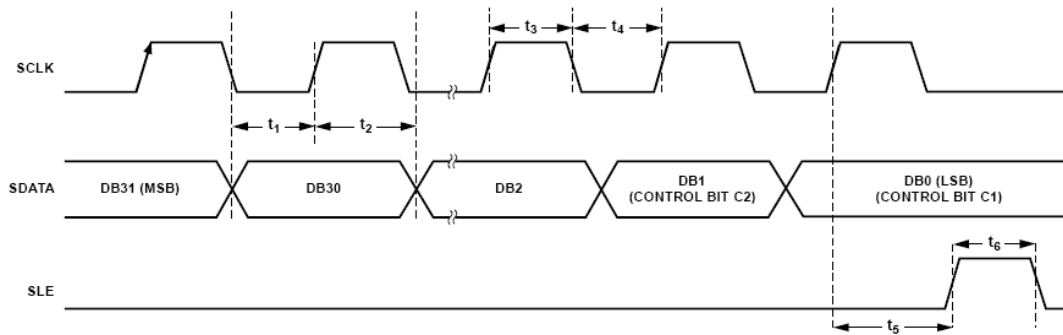 t3
t4
SCLK
t1
t2
SDATA
DB31 (MSB)
DB30
DB2
DB1
(CONTROL BIT C2)
DB0 (LSB)
(CONTROL BIT C1)
t6
SLE
t5